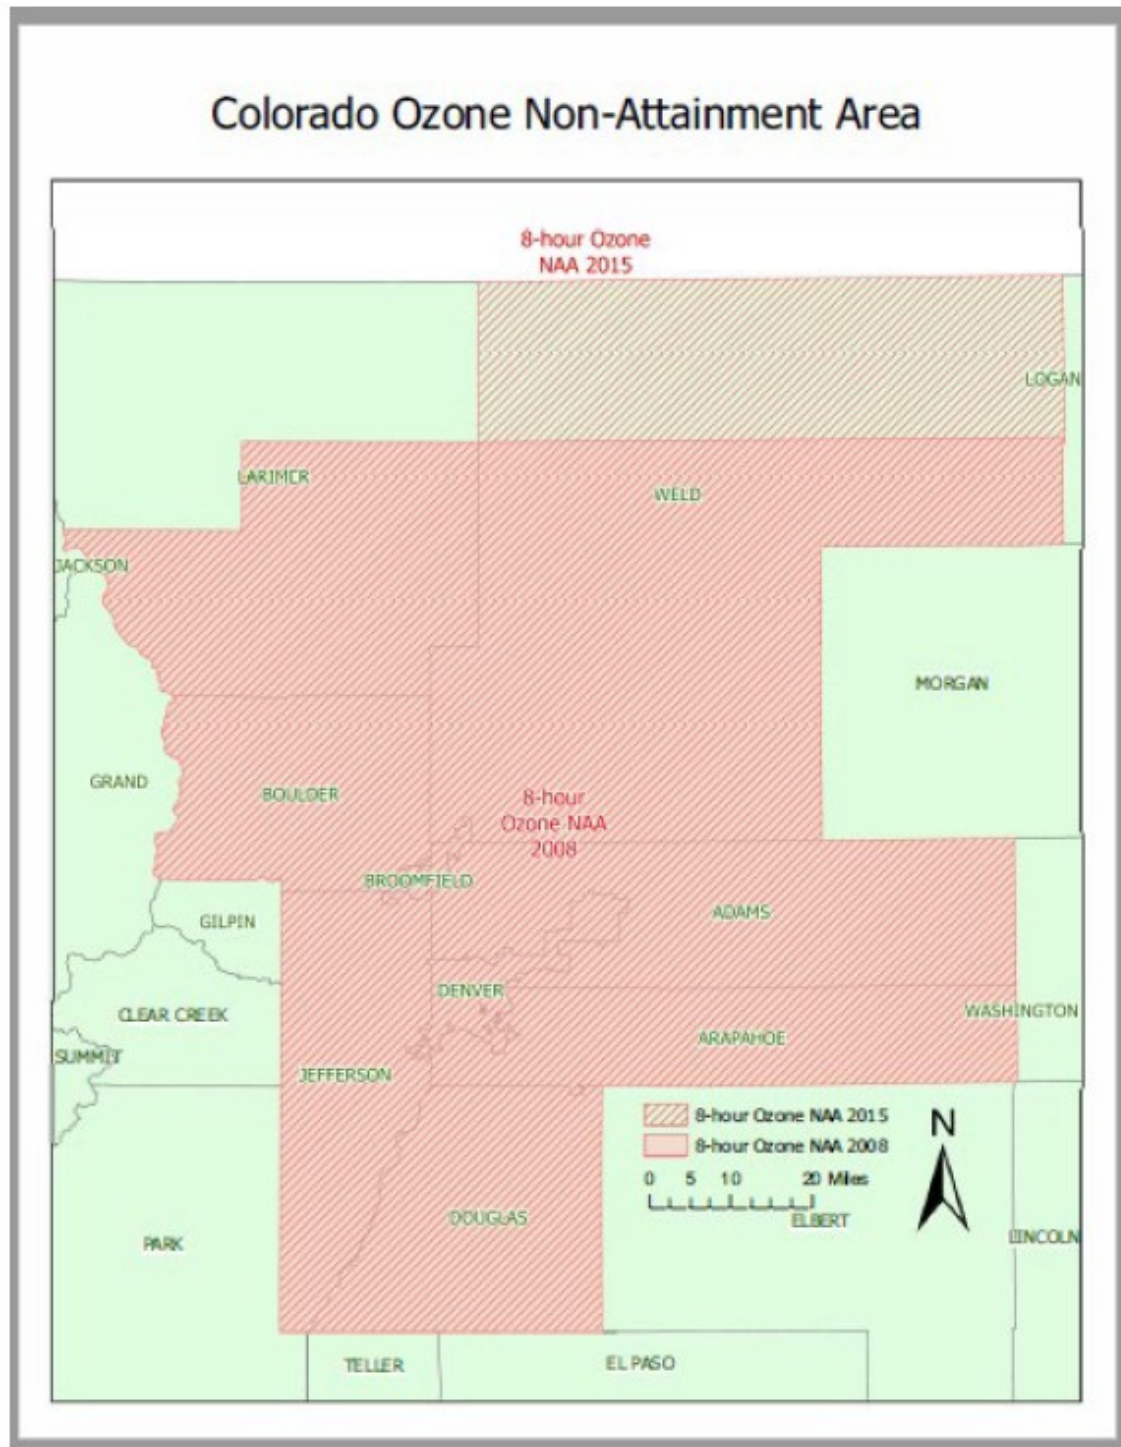 Colorado Ozone Non-Attainment Area
8-hour Ozone
NAA 2015
LOGAN
LARIMER
WELD
JACKSON
MORGAN
GRAND
BOULDER
8-hour
Ozone NAA
2008
BROOMFIELD
ADAMS
GILPIN
DENVER
CLEAR CREEK
WASHINGTON
ARAPAHOE
SUMMIT
JEFFERSON
8-hour Ozone NAA 2015
N
8-hour Ozone NAA 2008
0 5 10 20 Miles
DOUGLAS
ELBERT
PARK
LINCOLN
TELLER
EL PASO